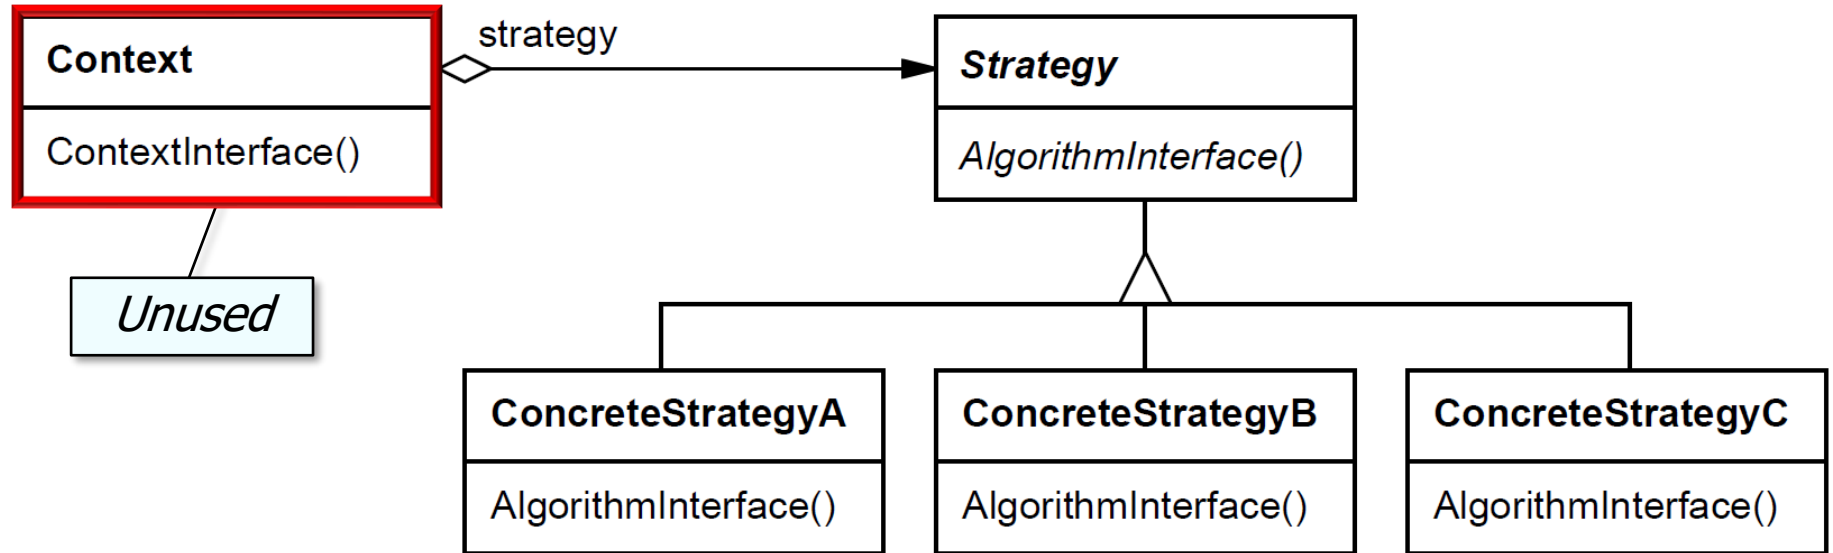 Context
ContextInterface()
strategy
Strategy
AlgorithmInterface()
Unused
ConcreteStrategyA
AlgorithmInterface()
ConcreteStrategyB
AlgorithmInterface()
ConcreteStrategyC
AlgorithmInterface()